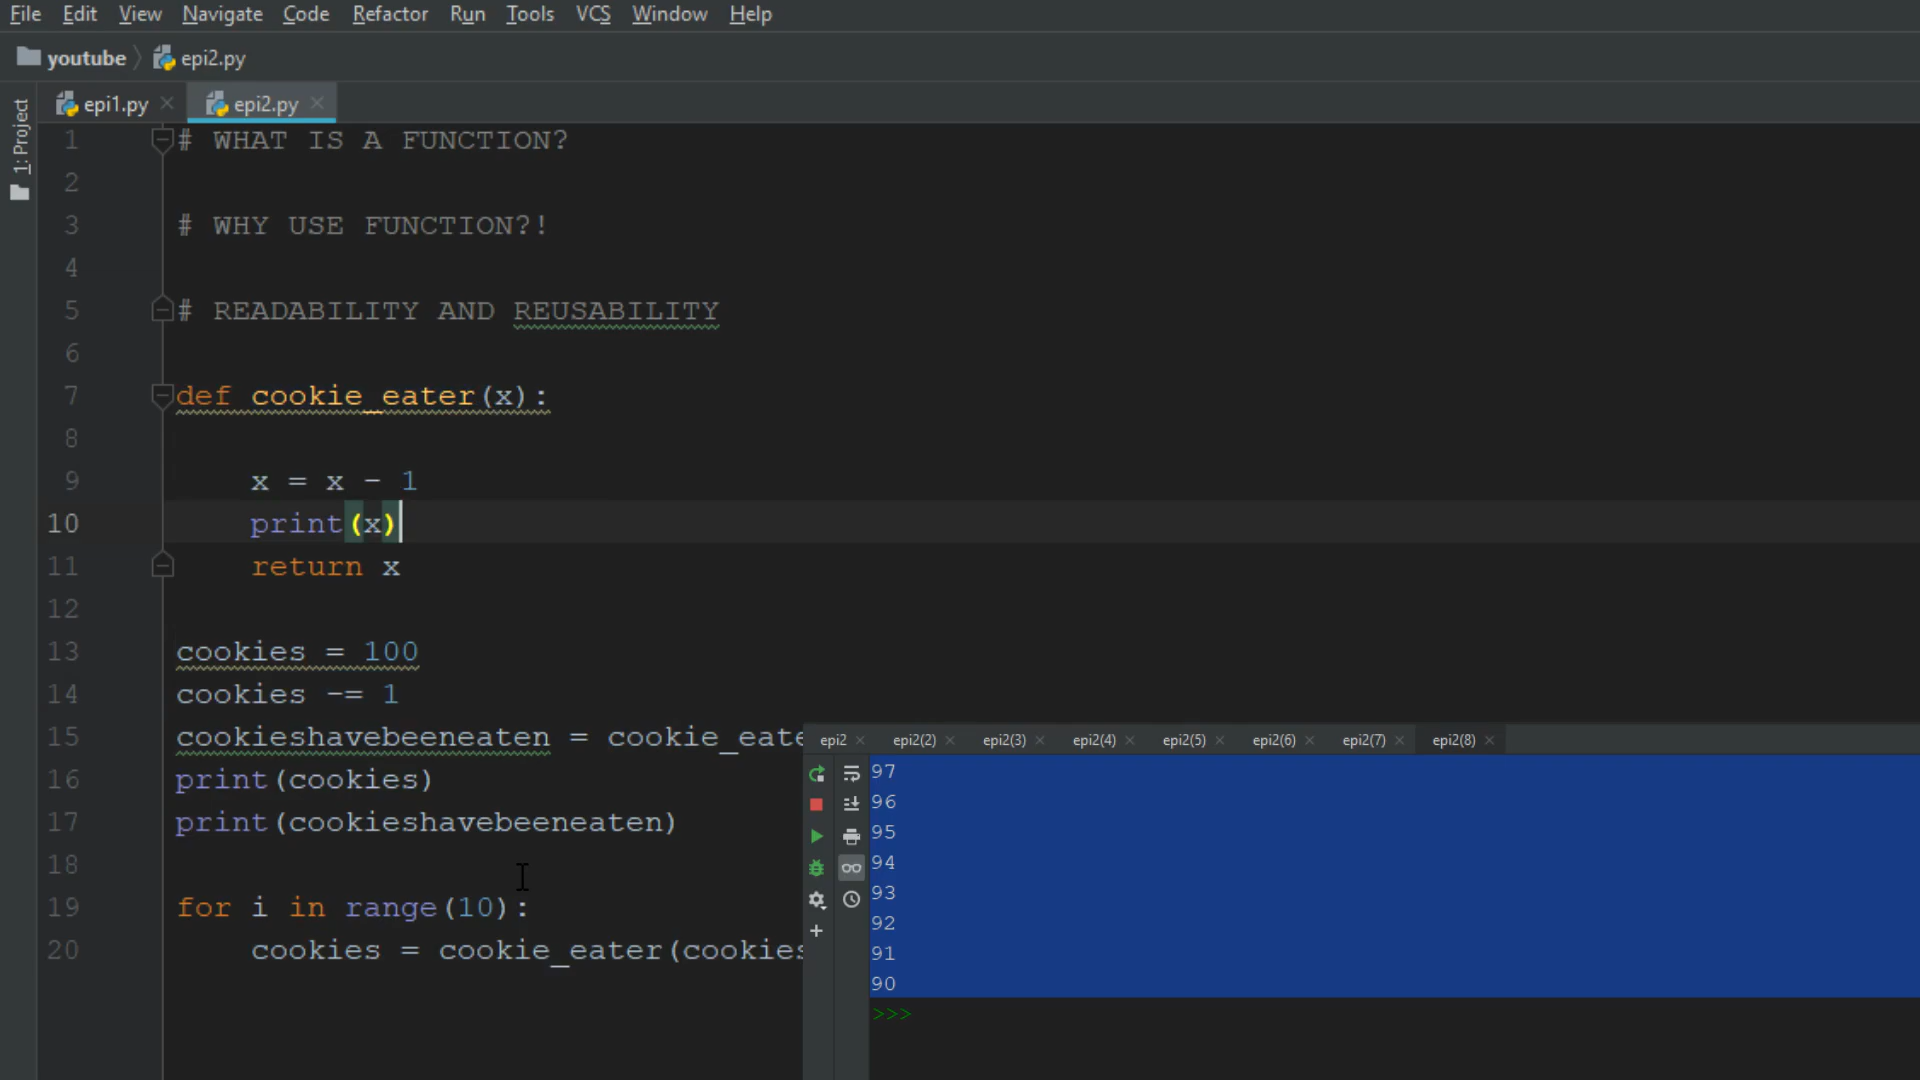 File Edit View Navigate Code Refactor Run Tools VCS Window Help
youtube epi2.py
epi1.py epi2.py
1: Project
1 # WHAT IS A FUNCTION?
2
3 # WHY USE FUNCTION?!
4
5 # READABILITY AND REUSABILITY
6
7 def cookie_eater(x):
8
9 x = x - 1
10 print(x)
11 return x
12
13 cookies = 100
14 cookies -= 1
15 cookieshavebeeneaten = cookie_eate
16 print(cookies)
17 print(cookieshavebeeneaten)
18
19 for i in range(10):
20 cookies = cookie_eater(cookies
epi2 epi2(2) epi2(3) epi2(4) epi2(5) epi2(6) epi2(7) epi2(8)
97
96
95
94
93
92
91
90
>>>